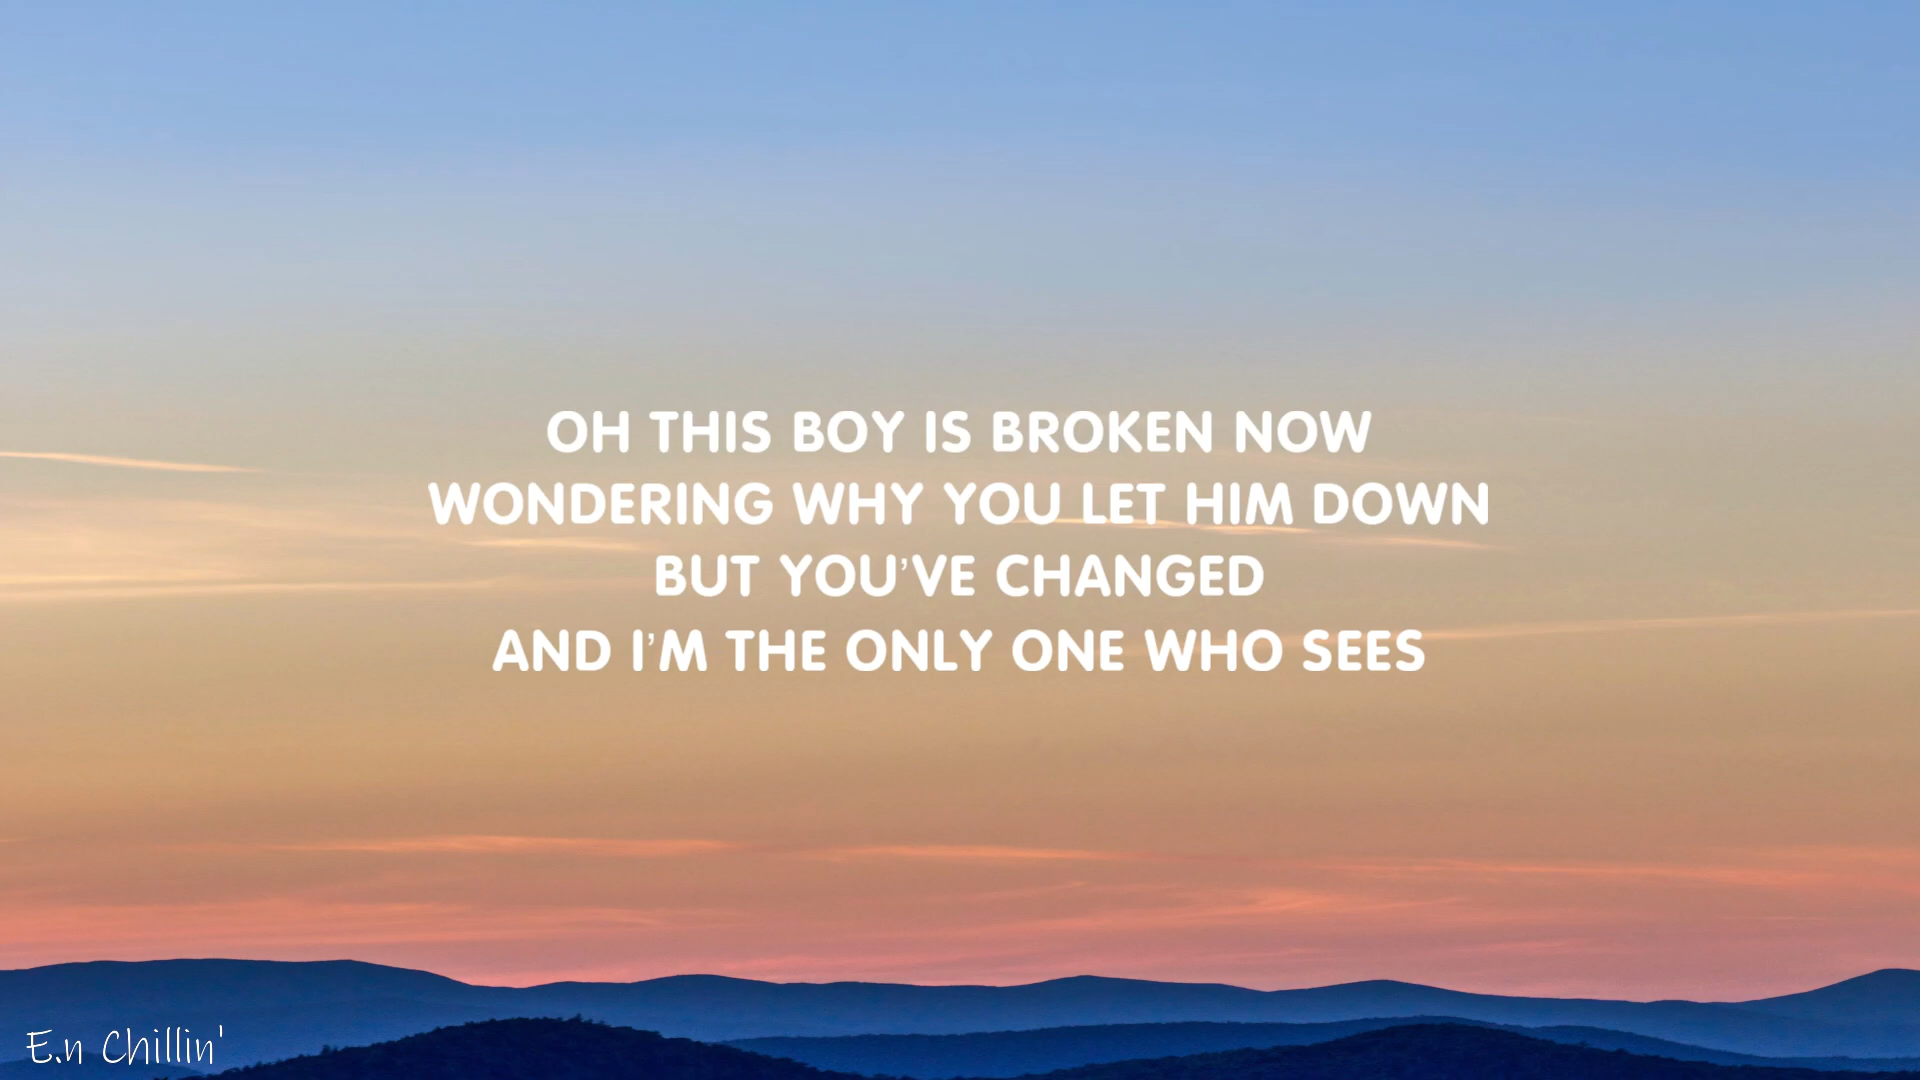 OH THIS BOY IS BROKEN NOW
WONDERING WHY YOU LET HIM DOWN
BUT YOU'VE CHANGED
AND I'M THE ONLY ONE WHO SEES
E.n Chillin'